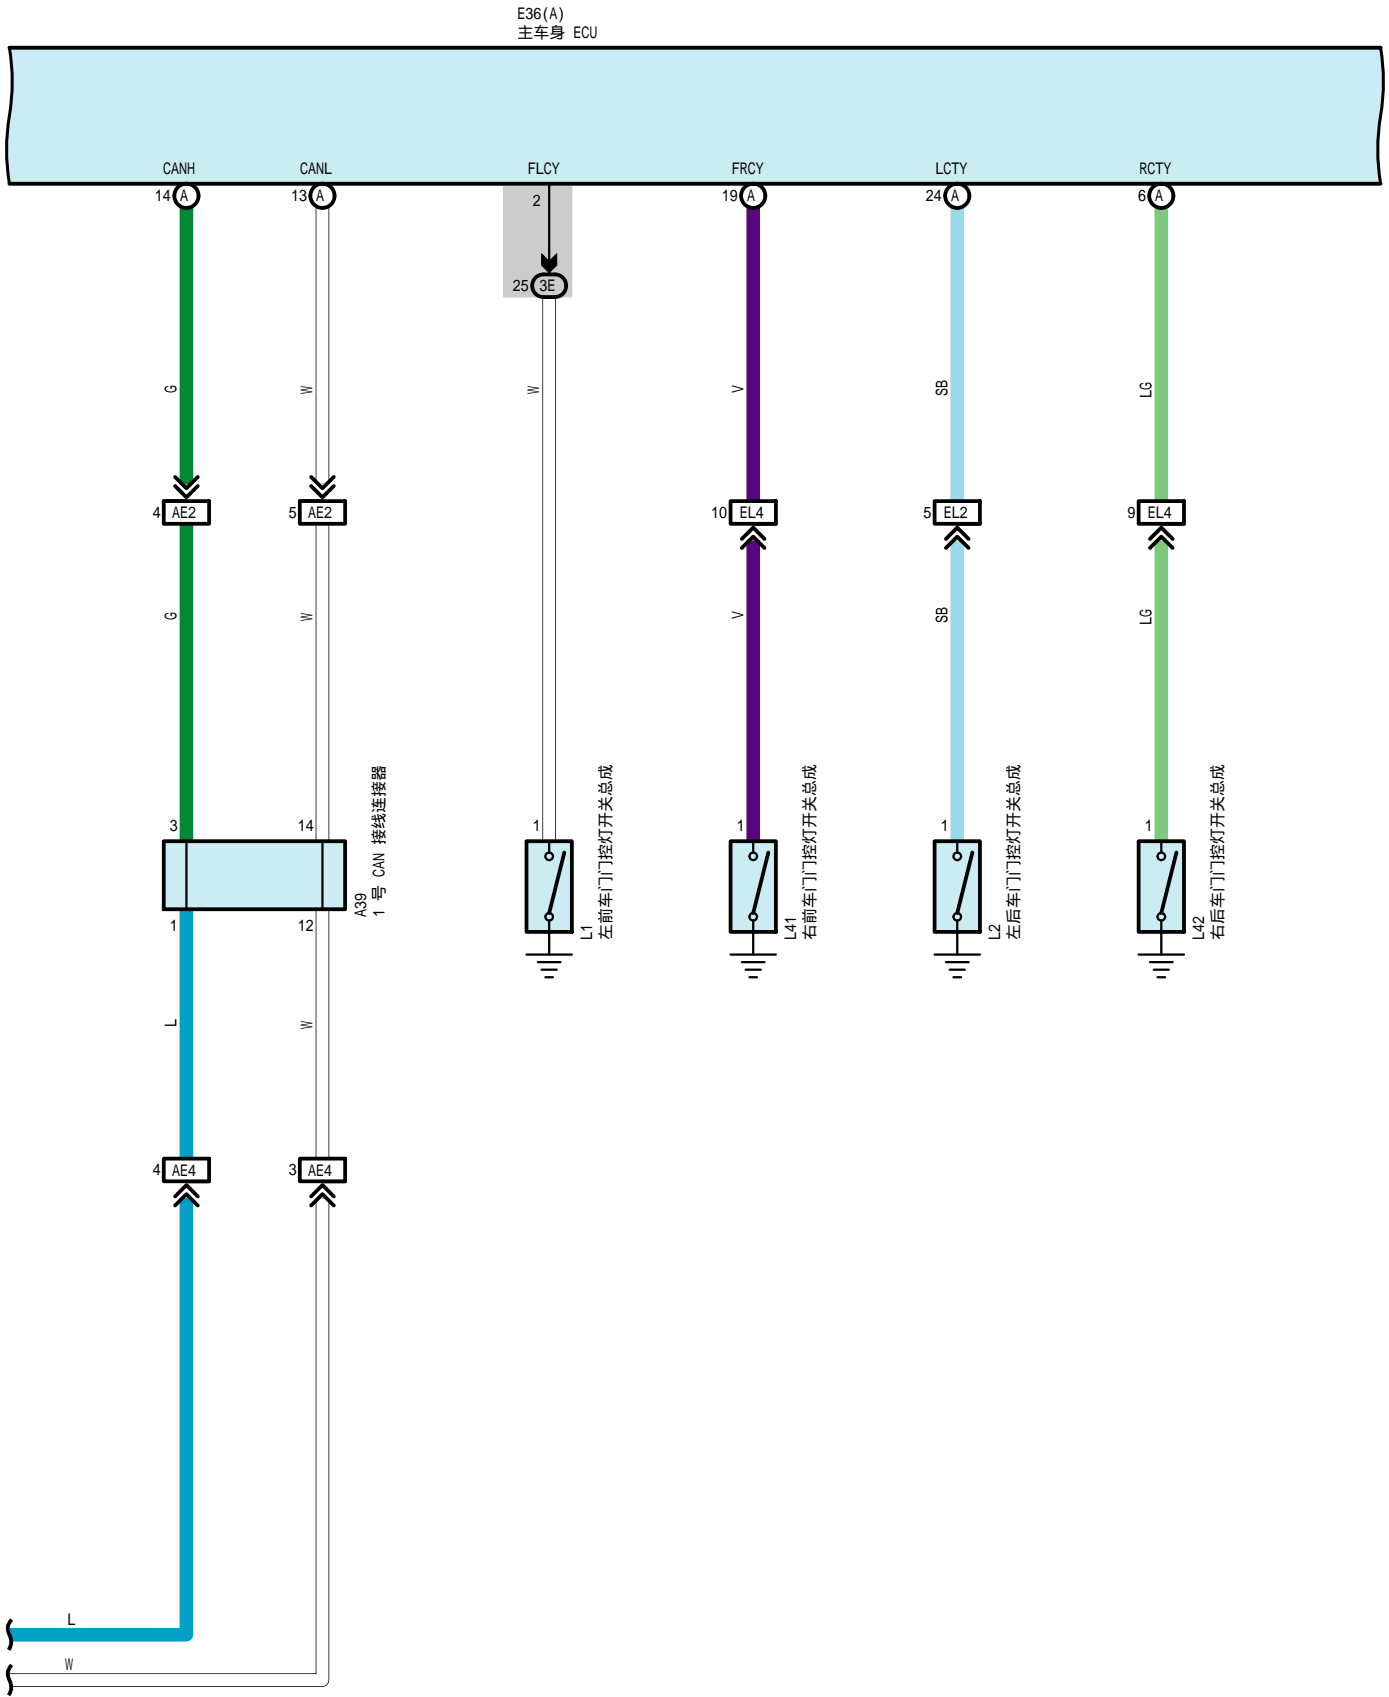 E36(A)
主车身 ECU
CANH
CANL
FLCY
FRCY
LCTY
RCTY
14 A
13 A
2
19 A
24 A
6 A
25 3E
G
W
W
V
SB
LG
4 AE2
5 AE2
10 EL4
5 EL2
9 EL4
G
W
V
SB
LG
3
14
1
1
1
1
A39
1 号 CAN 接线连接器
L1
左前车门门控灯开关总成
L41
右前车门门控灯开关总成
L2
左后车门门控灯开关总成
L42
右后车门门控灯开关总成
1
12
L
W
4 AE4
3 AE4
L
W